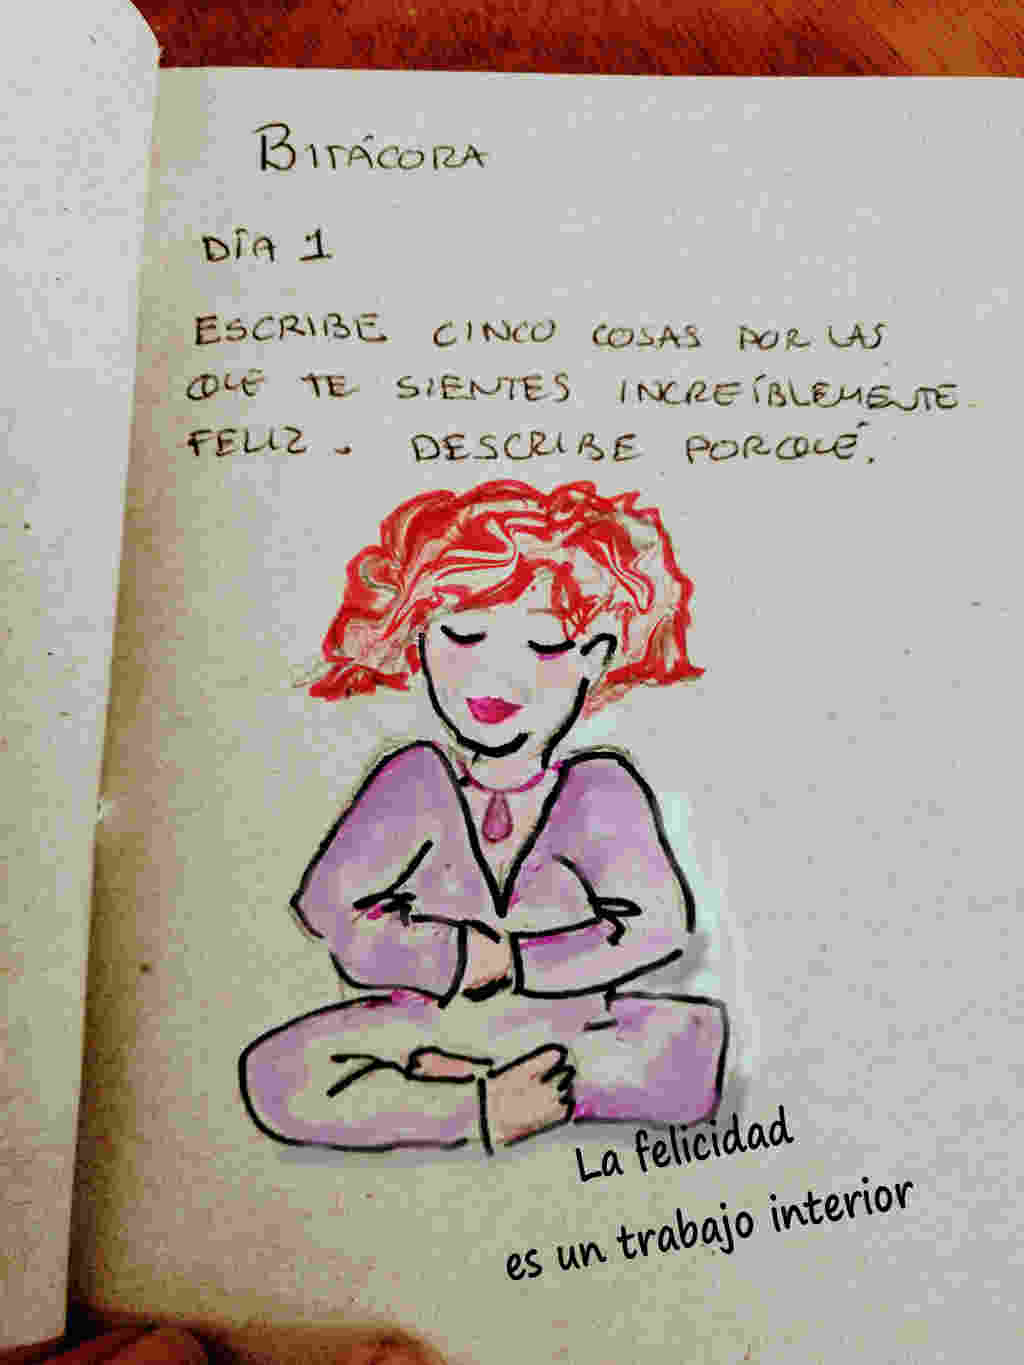 BITÁCORA
DÍA 1
ESCRIBE CINCO COSAS POR LAS
QUE TE SIENTES INCREÍBLEMENTE
FELIZ. DESCRIBE PORQUÉ.
La felicidad
es un trabajo interior